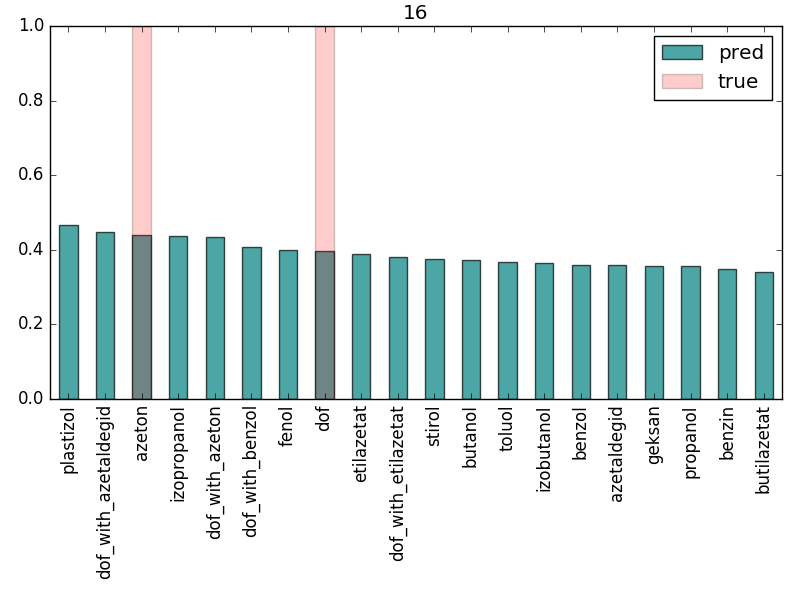 16
1.0
0.8
0.6
0.4
0.2
0.0
pred
true
plastizol
dof_with_azetaldegid
azeton
izopropanol
dof_with_azeton
dof_with_benzol
fenol
dof
etilazetat
dof_with_etilazetat
stirol
butanol
toluol
izobutanol
benzol
azetaldegid
geksan
propanol
benzin
butilazetat